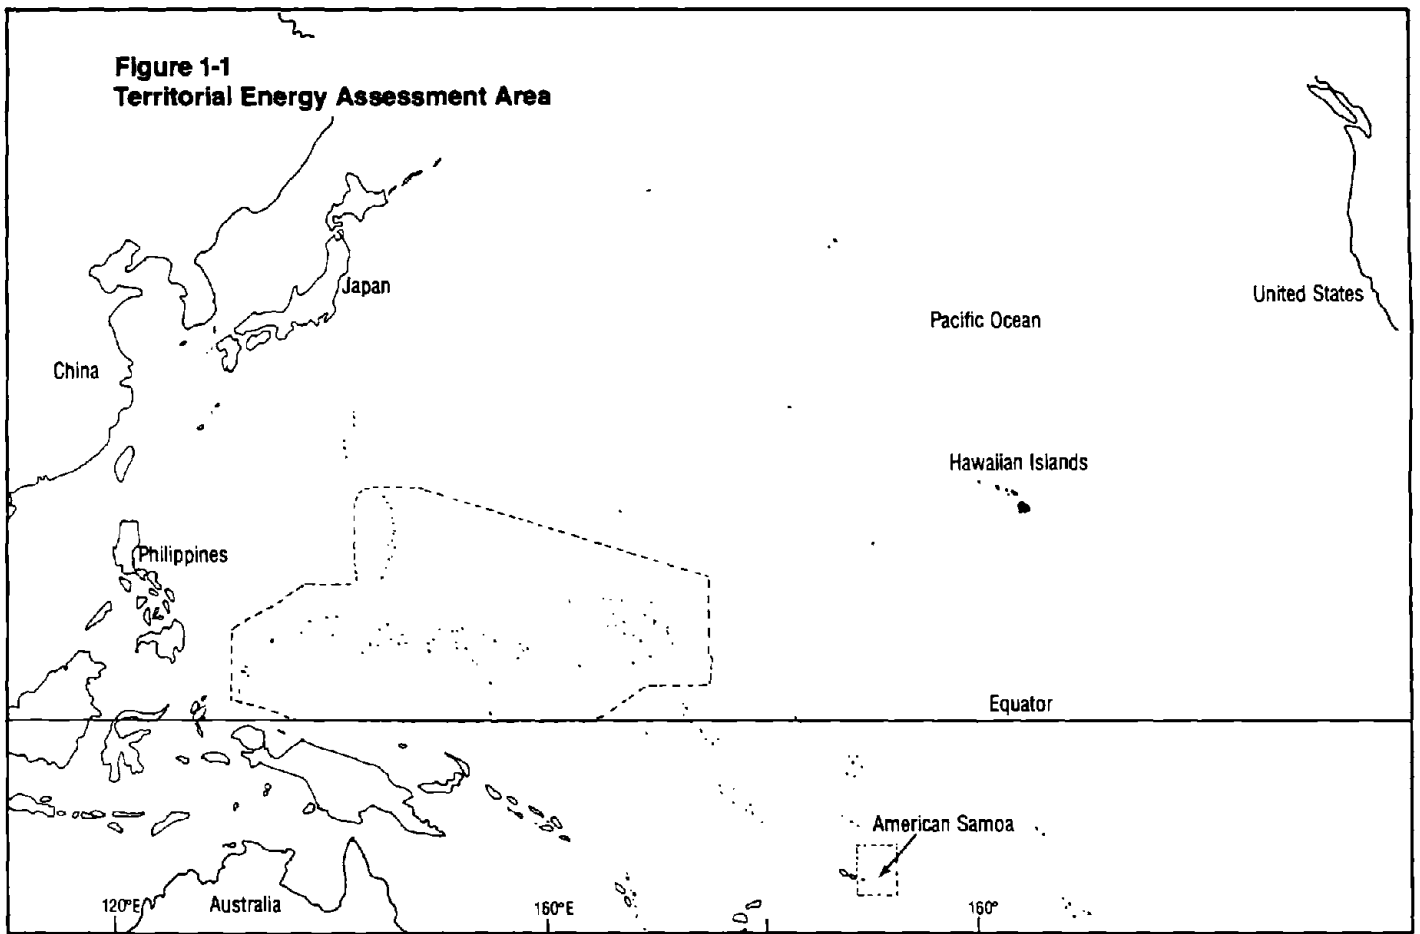 Figure 1-1
Territorial Energy Assessment Area
Japan
United States
Pacific Ocean
China
Hawaiian Islands
Philippines
Equator
American Samoa
120°E
Australia
160°E
160°